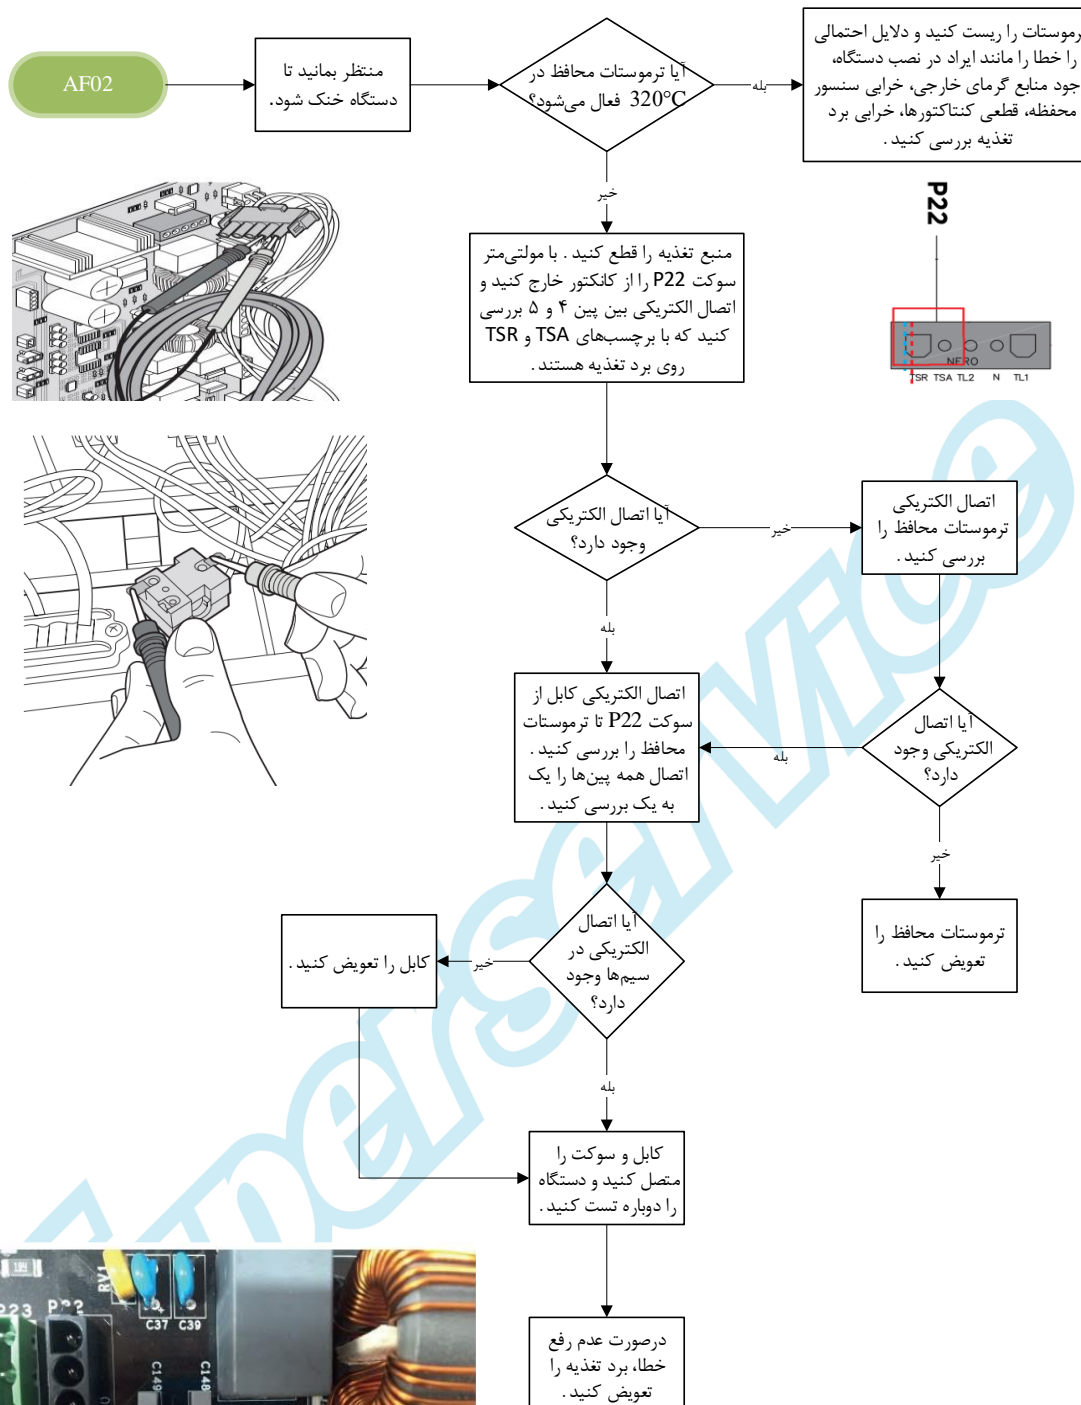 AF02
منتظر بمانید تا
دستگاه خنک شود.
آیا ترموستات محافظ در
320°C فعال می‌شود؟
بله
رموستات را ریست کنید و دلایل احتمالی
را خطا را مانند ایراد در نصب دستگاه،
جود منابع گرمای خارجی، خرابی سنسور
محفظه، قطعی کنتاکتورها، خرابی برد
تغذیه بررسی کنید.
خیر
منبع تغذیه را قطع کنید. با مولتی‌متر
سوکت P22 را از کانکتور خارج کنید و
اتصال الکتریکی بین پین ۴ و ۵ بررسی
کنید که با برچسب‌های TSA و TSR
روی برد تغذیه هستند.
P22
NERO
TSR TSA TL2 N TL1
آیا اتصال الکتریکی
وجود دارد؟
خیر
اتصال الکتریکی
ترموستات محافظ را
بررسی کنید.
بله
اتصال الکتریکی کابل از
سوکت P22 تا ترموستات
محافظ را بررسی کنید.
اتصال همه پین‌ها را یک
به یک بررسی کنید.
آیا اتصال
الکتریکی وجود
دارد؟
بله
خیر
ترموستات محافظ را
تعویض کنید.
آیا اتصال
الکتریکی در
سیم‌ها وجود
دارد؟
خیر
کابل را تعویض کنید.
بله
کابل و سوکت را
متصل کنید و دستگاه
را دوباره تست کنید.
درصورت عدم رفع
خطا، برد تغذیه را
تعویض کنید.
RV1
P23 P22
C37 C39
C149 C148